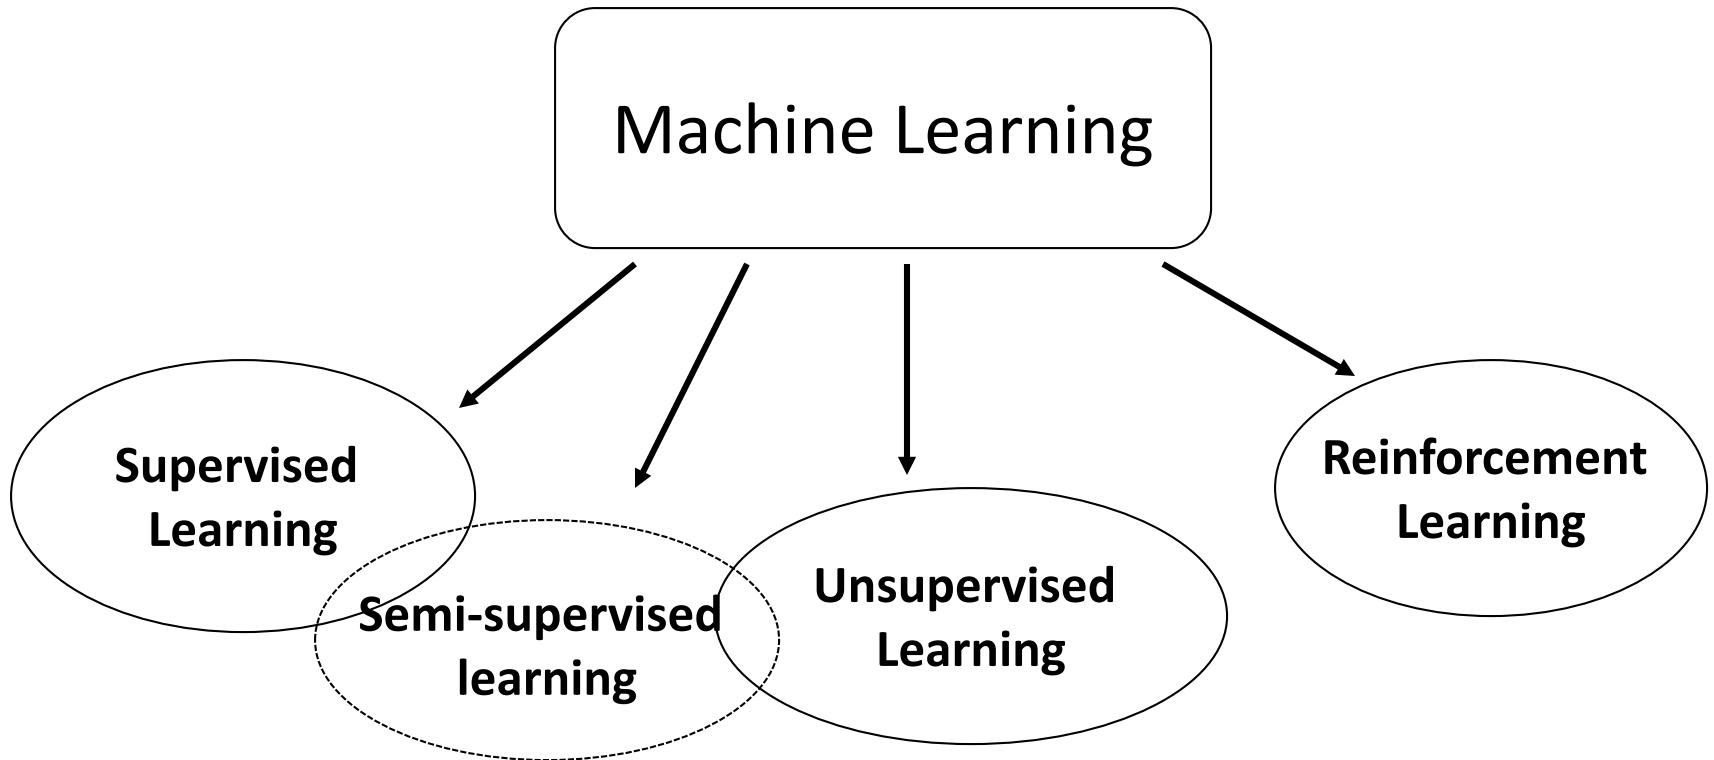 Machine Learning
Supervised
Learning
Semi-supervised
learning
Unsupervised
Learning
Reinforcement
Learning